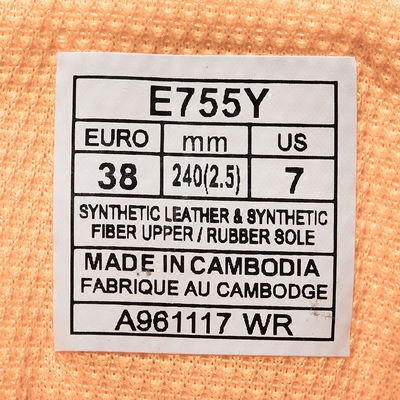 E755Y
EURO mm US
38 240(2.5) 7
SYNTHETIC LEATHER & SYNTHETIC
FIBER UPPER / RUBBER SOLE
MADE IN CAMBODIA
FABRIQUE AU CAMBODGE
A961117 WR